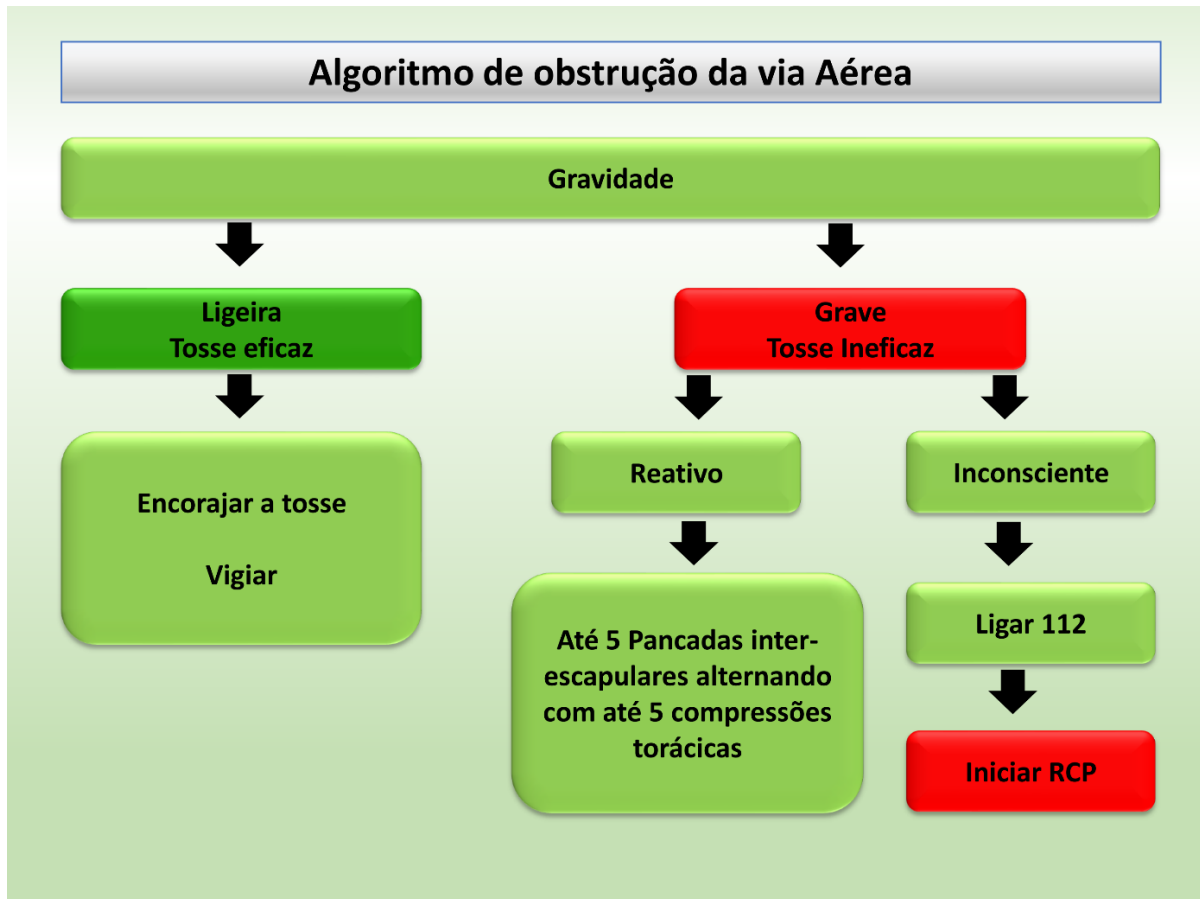 Algoritmo de obstrução da via Aérea
Gravidade
Ligeira
Tosse eficaz
Encorajar a tosse
Vigiar
Grave
Tosse Ineficaz
Reativo
Até 5 Pancadas inter-
escapulares alternando
com até 5 compressões
torácicas
Inconsciente
Ligar 112
Iniciar RCP